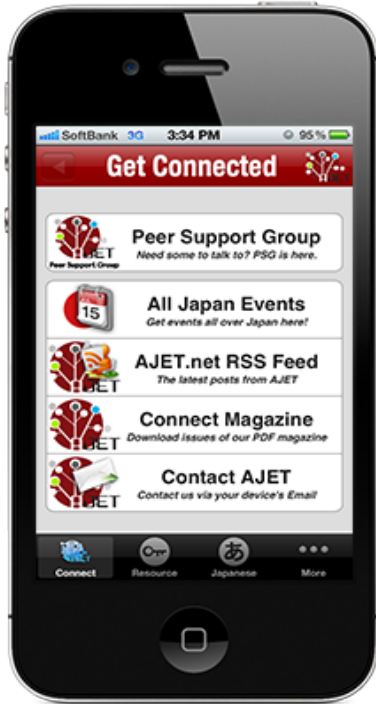 SoftBank 3G 3:34 PM 95%
Get Connected
JET
Peer Support Group
Need some to talk to? PSG is here.
JET
Peer Support Group
15
All Japan Events
Get events all over Japan here!
AJET.net RSS Feed
The latest posts from AJET
JET
Connect Magazine
Download issues of our PDF magazine
JET
Contact AJET
Contact us via your device's Email
JET
Connect
Resource
あ
Japanese
More